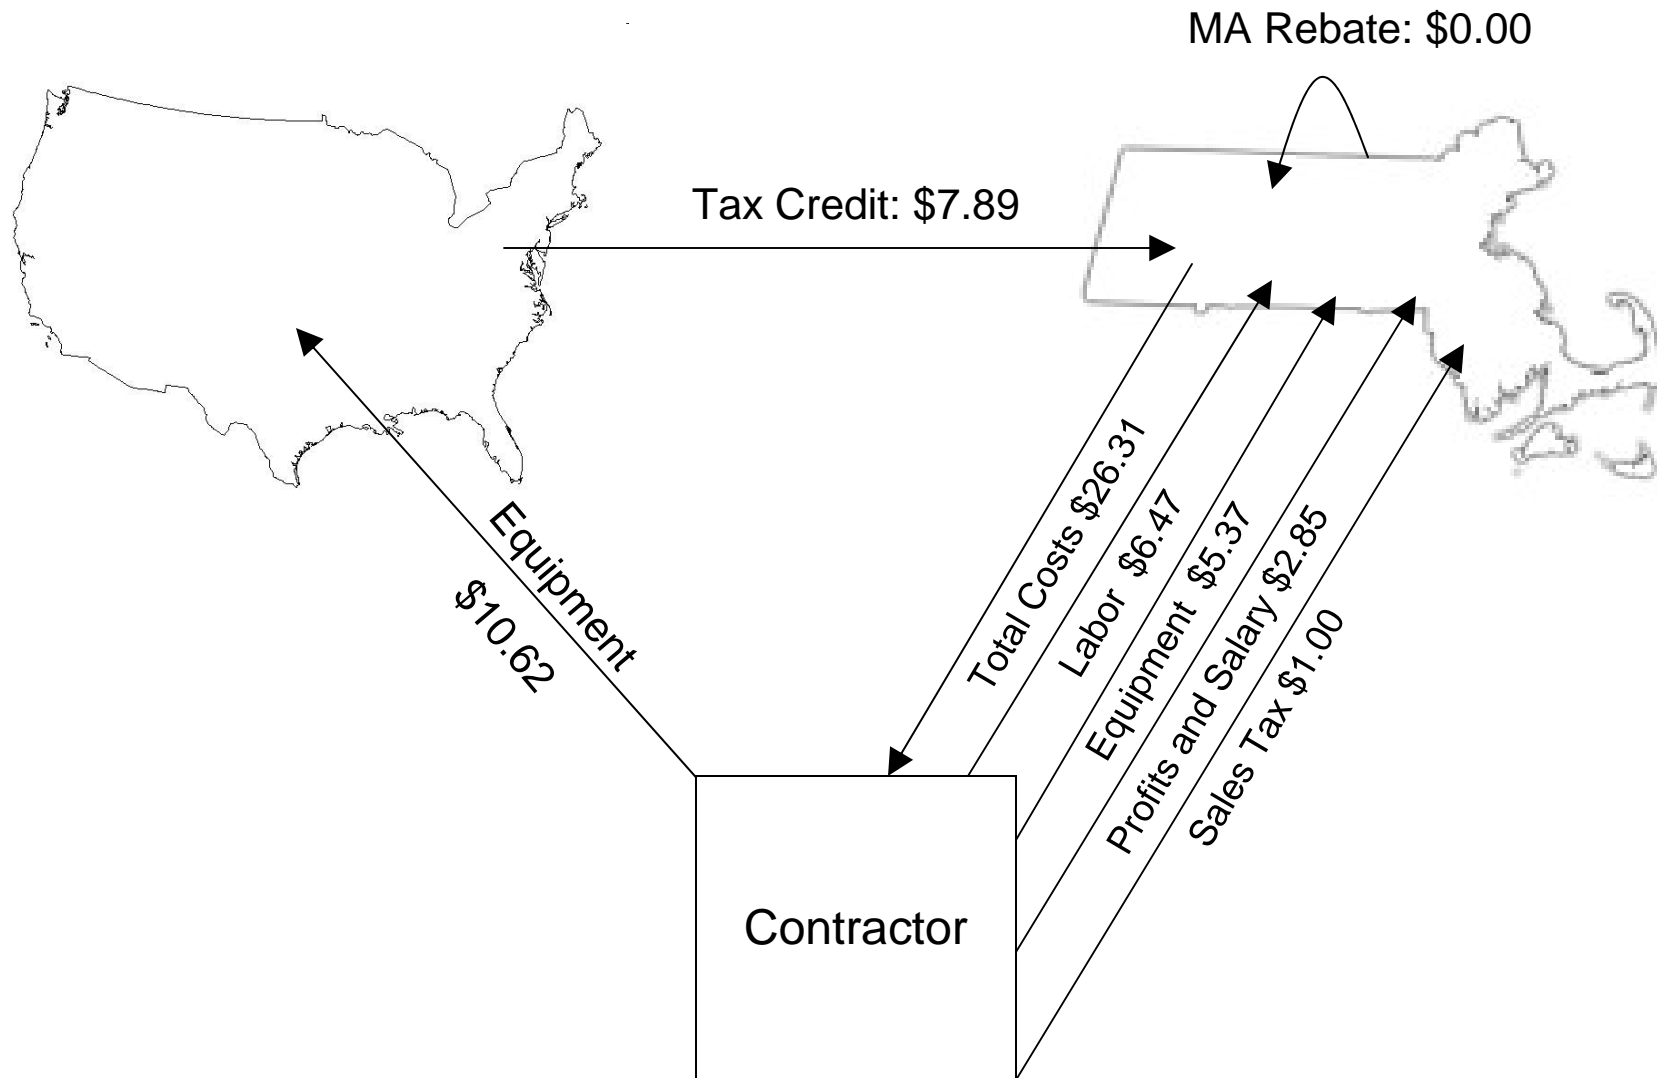 MA Rebate: $0.00
Tax Credit: $7.89
Equipment
$10.62
Total Costs $26.31
Labor $6.47
Equipment $5.37
Profits and Salary $2.85
Sales Tax $1.00
Contractor